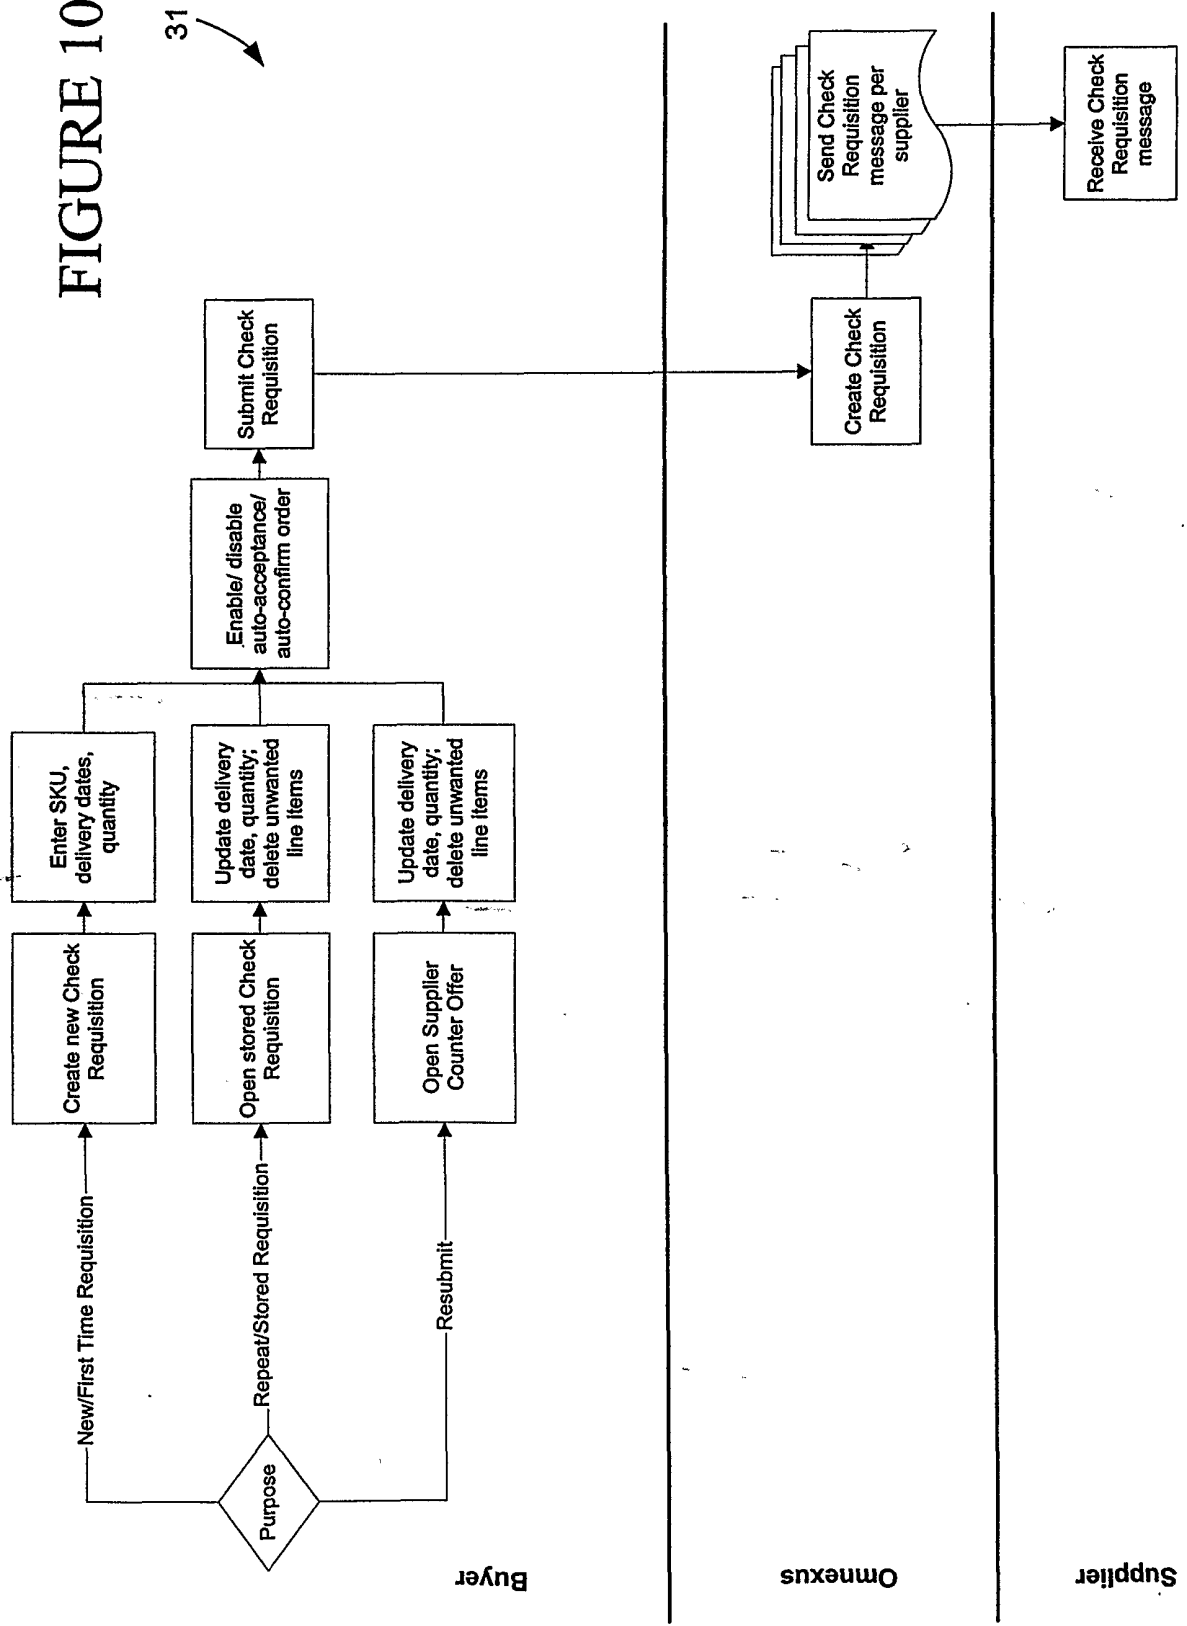 FIGURE 10
31
Buyer
Purpose
New/First Time Requisition
Repeat/Stored Requisition
Resubmit
Create new Check
Requisition
Enter SKU,
delivery dates,
quantity
Open stored Check
Requisition
Update delivery
date, quantity;
delete unwanted
line items
Open Supplier
Counter Offer
Update delivery
date, quantity;
delete unwanted
line items
Enable/ disable
auto-acceptance/
auto-confirm order
Submit Check
Requisition
Omnexus
Create Check
Requisition
Send Check
Requisition
message per
supplier
Supplier
Receive Check
Requisition
message